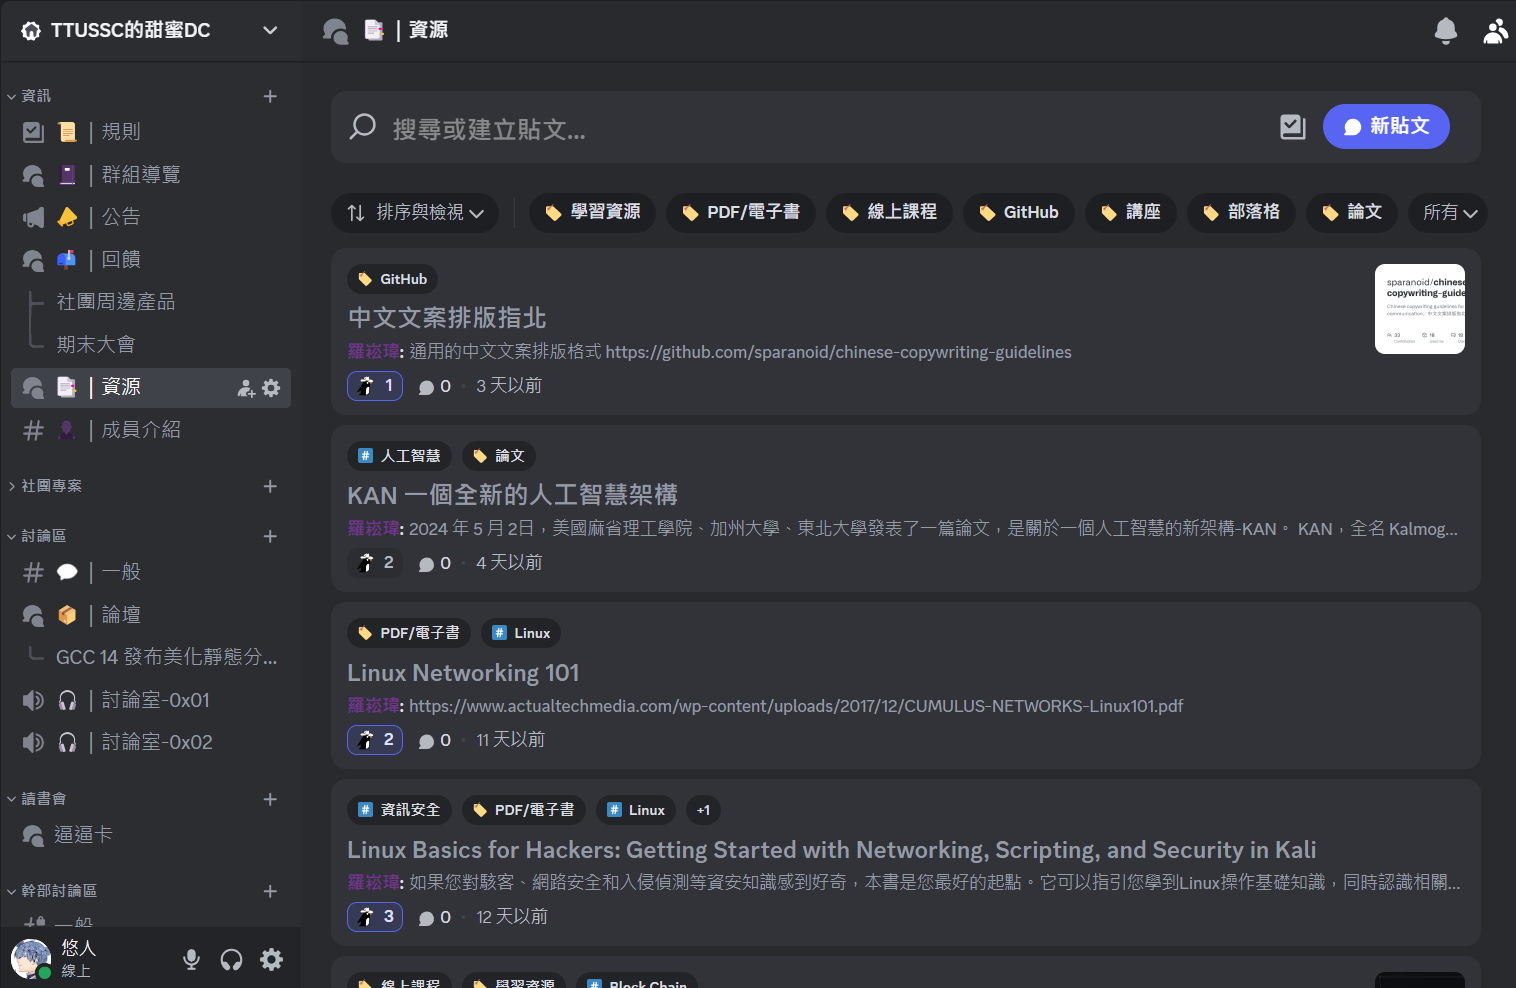 TTUSSC的甜蜜DC
| 資源
資訊
| 規則
| 群組導覽
| 公告
| 回饋
社團周邊產品
期末大會
| 資源
| 成員介紹
社團專案
討論區
| 一般
| 論壇
GCC 14 發布美化靜態分...
| 討論室-0x01
| 討論室-0x02
讀書會
逼逼卡
幹部討論區
一般
悠人
線上
搜尋或建立貼文...
新貼文
排序與檢視
學習資源
PDF/電子書
線上課程
GitHub
講座
部落格
論文
所有
GitHub
中文文案排版指北
羅崧瑋: 通用的中文文案排版格式 https://github.com/sparanoid/chinese-copywriting-guidelines
1 0 • 3 天以前
sparanoid/chinese
copywriting-guide
Chinese copywriting guidelines for
communication.
# 人工智慧
論文
KAN 一個全新的人工智慧架構
羅崧瑋: 2024 年 5 月 2日，美國麻省理工學院、加州大學、東北大學發表了一篇論文，是關於一個人工智慧的新架構-KAN。 KAN，全名 Kalmog...
2 0 • 4 天以前
PDF/電子書
# Linux
Linux Networking 101
羅崧瑋: https://www.actualtechmedia.com/wp-content/uploads/2017/12/CUMULUS-NETWORKS-Linux101.pdf
2 0 • 11 天以前
# 資訊安全
PDF/電子書
# Linux
+1
Linux Basics for Hackers: Getting Started with Networking, Scripting, and Security in Kali
羅崧瑋: 如果您對駭客、網路安全和入侵偵測等資安知識感到好奇，本書是您最好的起點。它可以指引您學到Linux操作基礎知識，同時認識相關...
3 0 • 12 天以前
線上課程
學習資源
# Block Chain